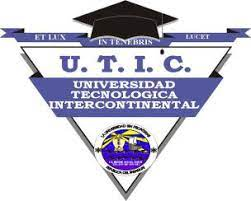 ET LUX IN TENEBRIS LUCET
U. T. I. C.
UNIVERSIDAD
TECNOLOGICA
INTERCONTINENTAL